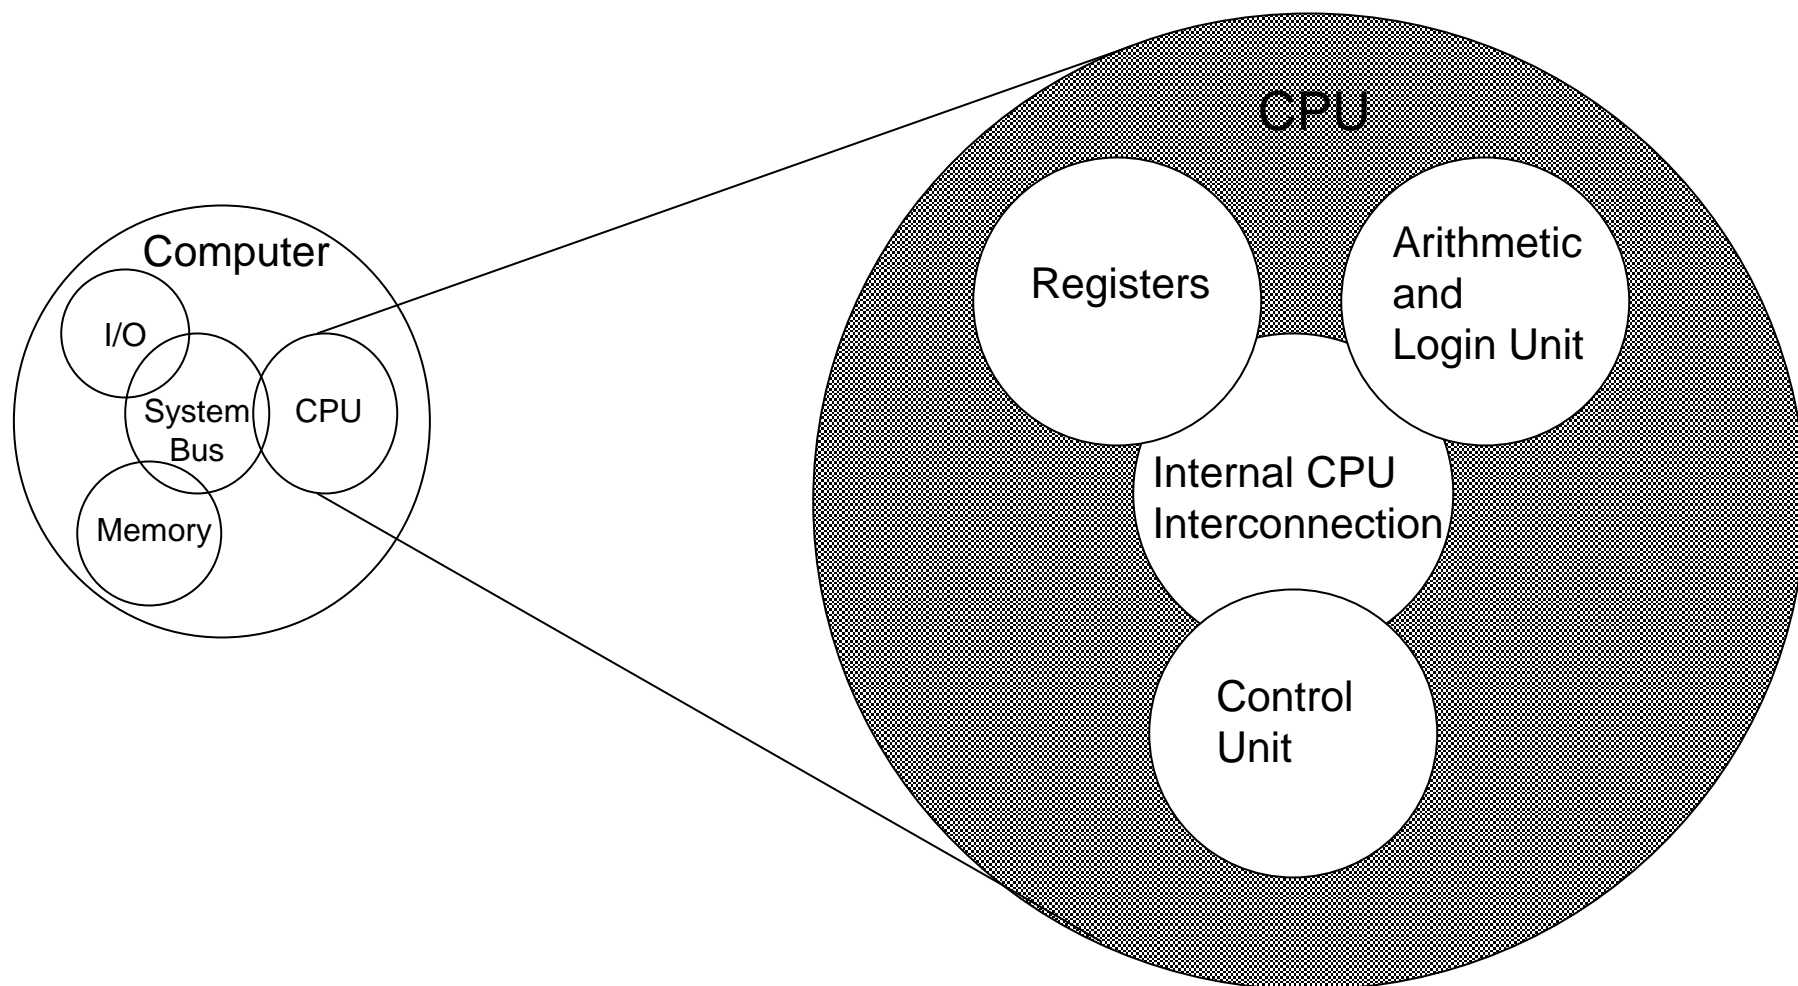 Computer
I/O
System
Bus
CPU
Memory
CPU
Registers
Arithmetic
and
Login Unit
Internal CPU
Interconnection
Control
Unit